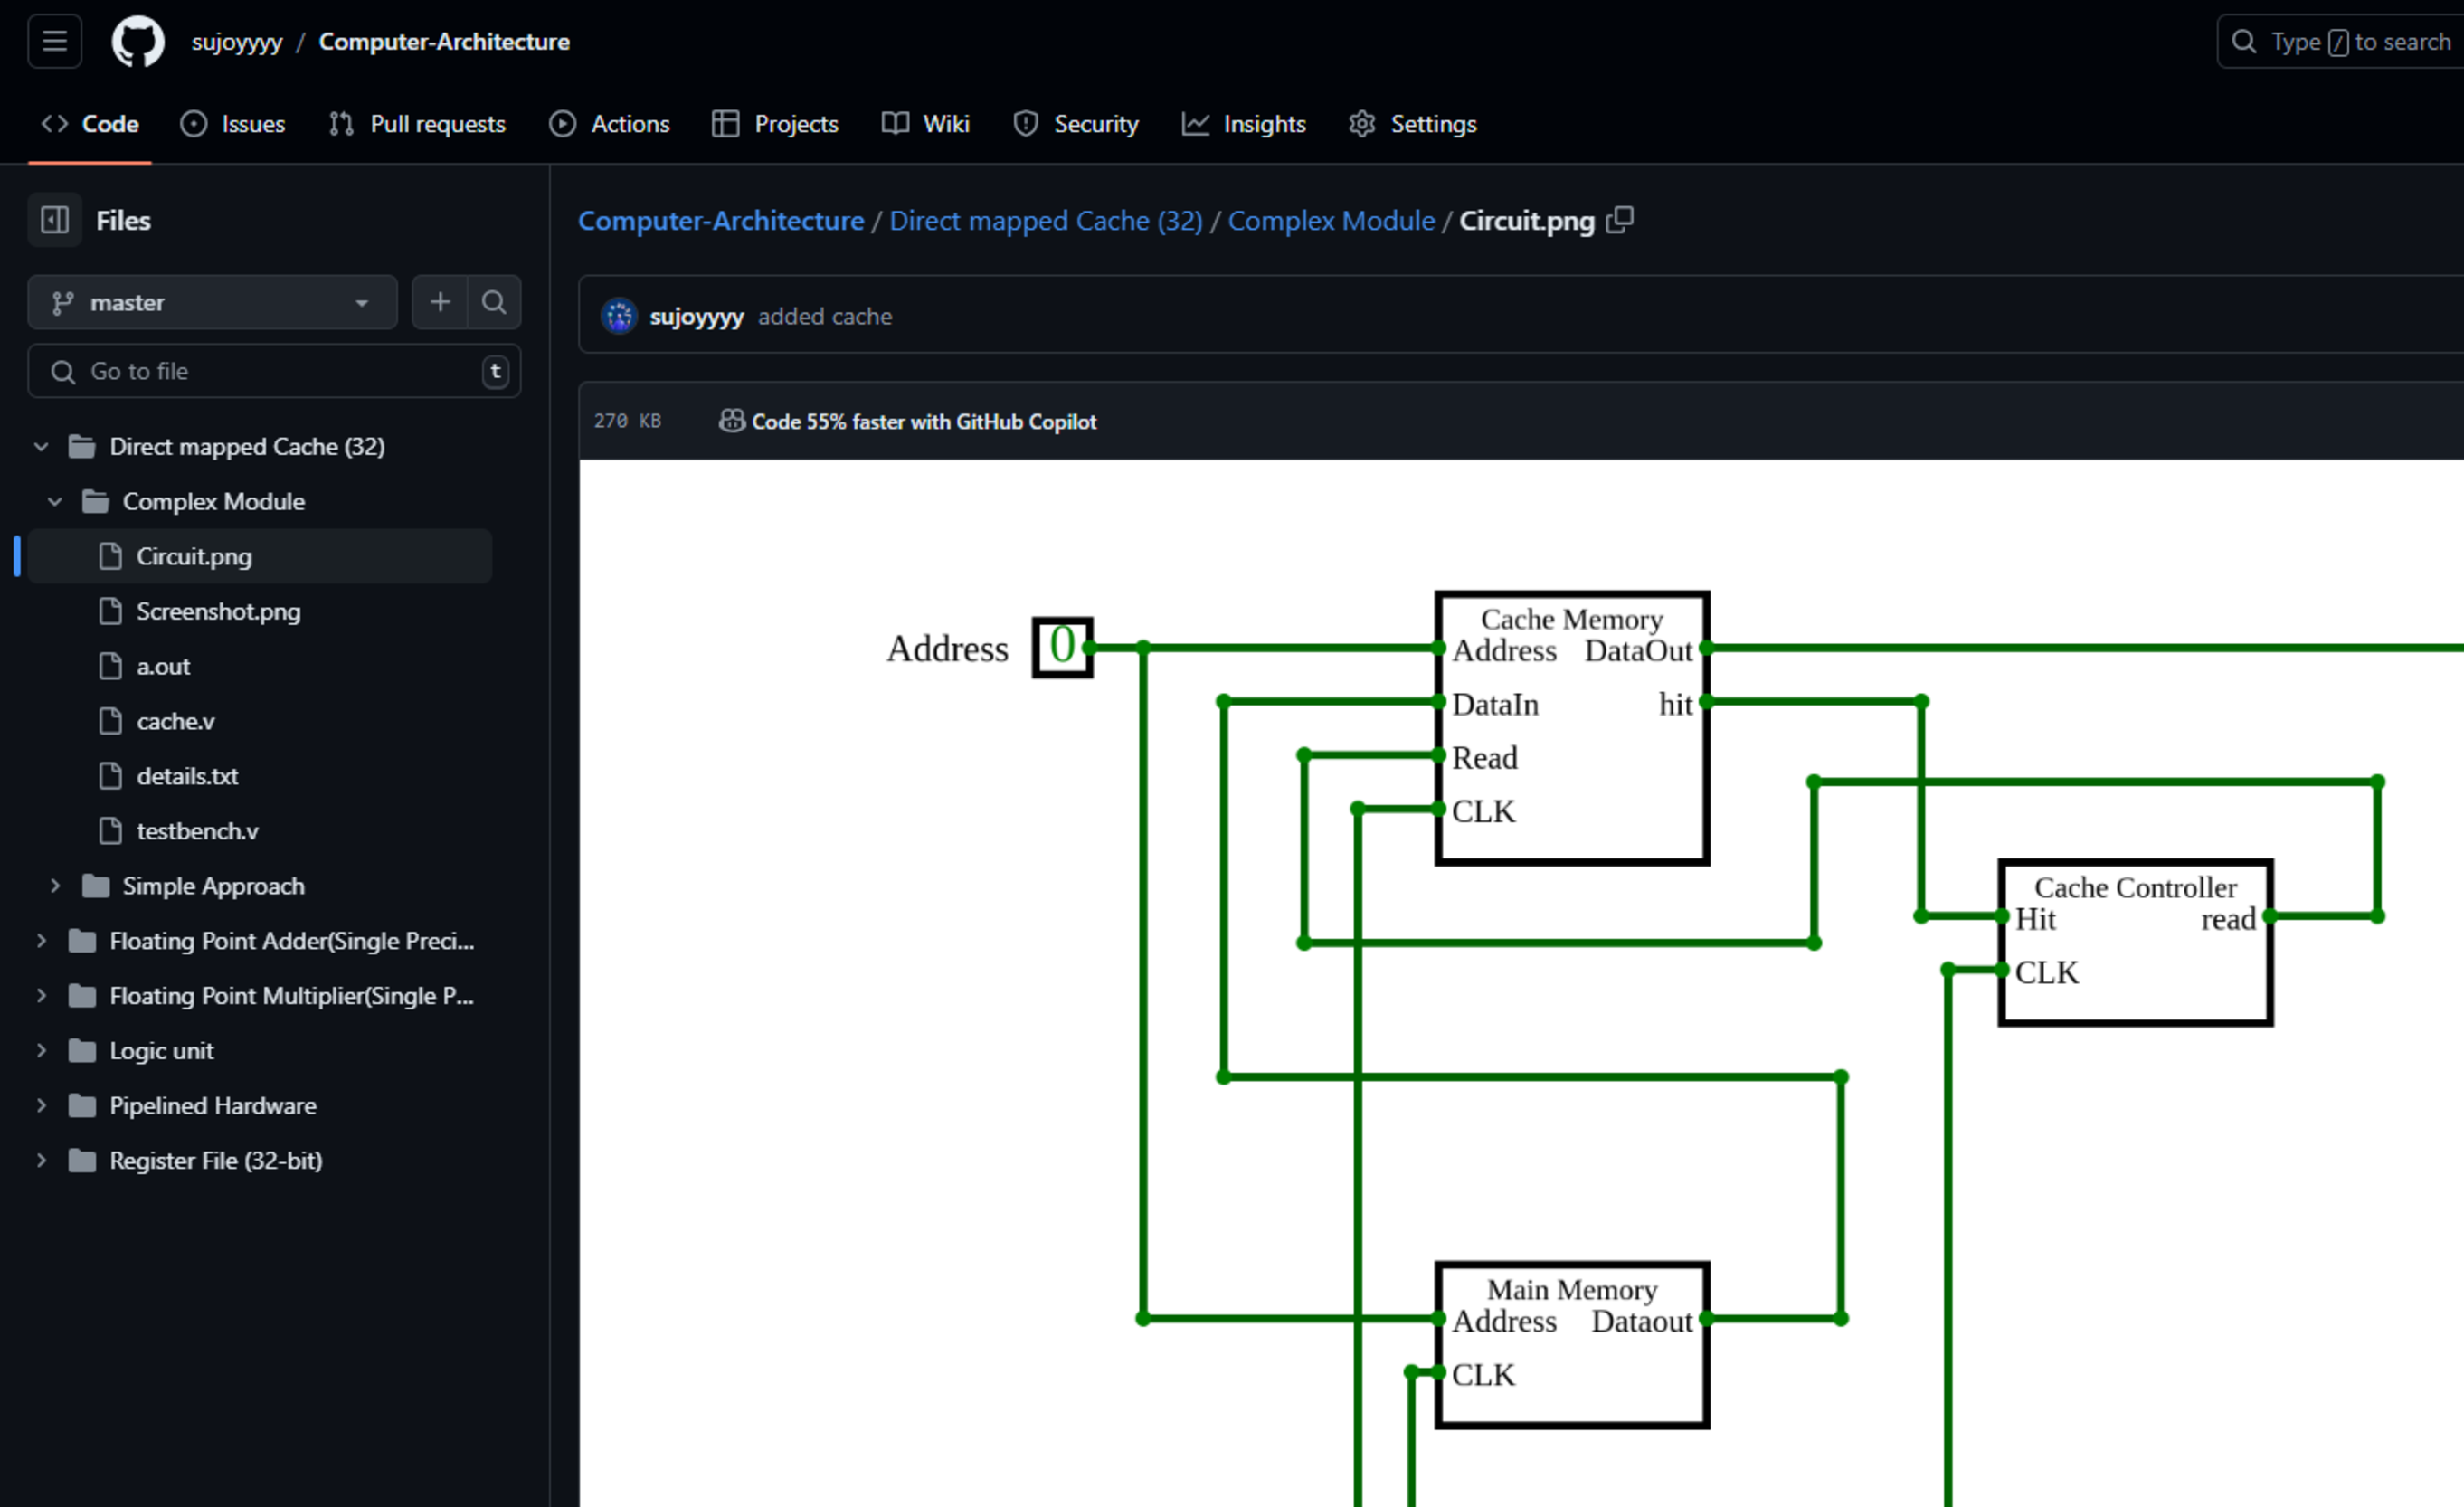 sujoyyyy / Computer-Architecture
Type / to search
Code Issues Pull requests Actions Projects Wiki Security Insights Settings
Files
master
Go to file t
Direct mapped Cache (32)
Complex Module
Circuit.png
Screenshot.png
a.out
cache.v
details.txt
testbench.v
Simple Approach
Floating Point Adder(Single Preci...
Floating Point Multiplier(Single P...
Logic unit
Pipelined Hardware
Register File (32-bit)
Computer-Architecture / Direct mapped Cache (32) / Complex Module / Circuit.png
sujoyyyy added cache
270 KB Code 55% faster with GitHub Copilot
Address 0
Cache Memory
Address DataOut
DataIn hit
Read
CLK
Cache Controller
Hit read
CLK
Main Memory
Address Dataout
CLK